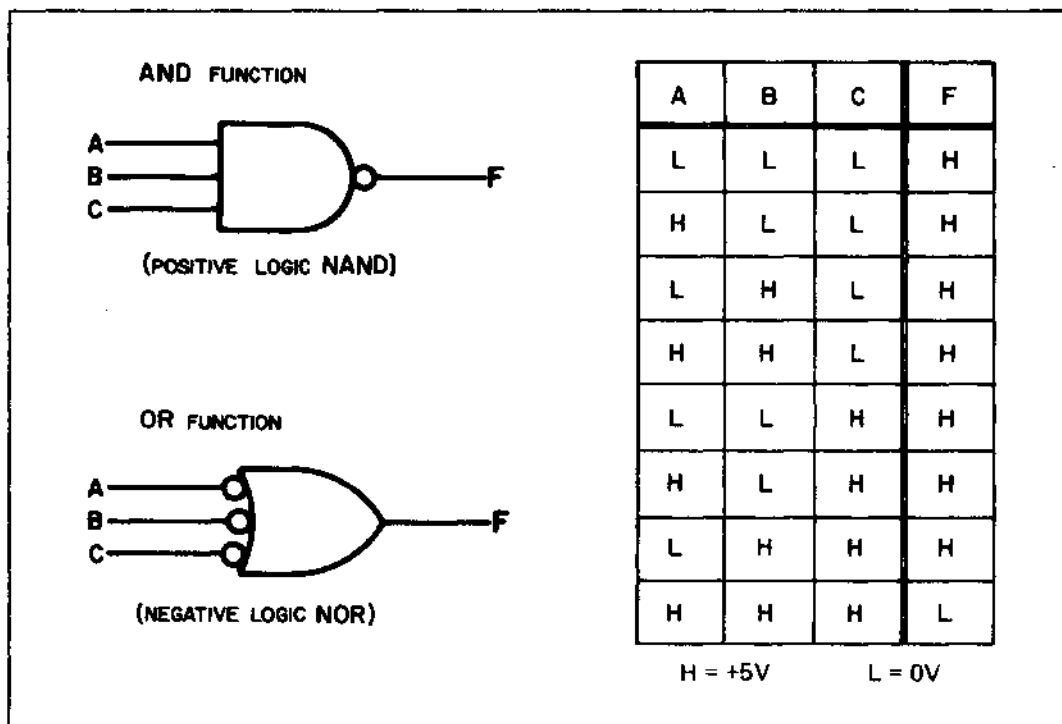 AND FUNCTION
A
B
C
F
(POSITIVE LOGIC NAND)
OR FUNCTION
A
B
C
F
(NEGATIVE LOGIC NOR)
A B C F
L L L H
H L L H
L H L H
H H L H
L L H H
H L H H
L H H H
H H H L
H = +5V L = 0V